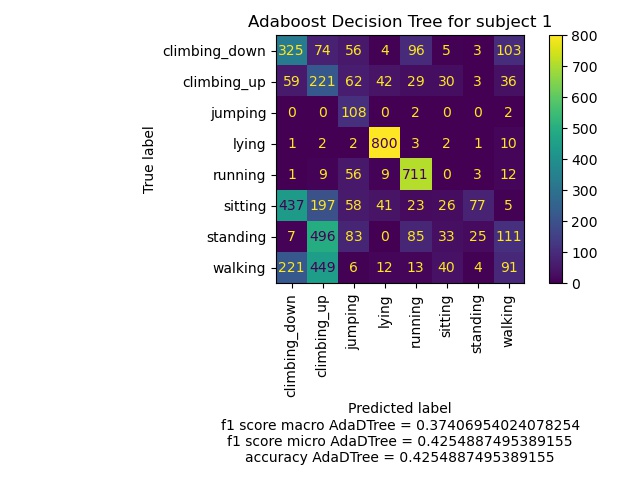 Adaboost Decision Tree for subject 1
climbing_down 325 74 56 4 96 5 3 103
climbing_up 59 221 62 42 29 30 3 36
jumping 0 0 108 0 2 0 0 2
lying 1 2 2 800 3 2 1 10
running 1 9 56 9 711 0 3 12
sitting 437 197 58 41 23 26 77 5
standing 7 496 83 0 85 33 25 111
walking 221 449 6 12 13 40 4 91
True label
climbing_down climbing_up jumping lying running sitting standing walking
Predicted label
800
700
600
500
400
300
200
100
0
f1 score macro AdaDTree = 0.37406954024078254
f1 score micro AdaDTree = 0.4254887495389155
accuracy AdaDTree = 0.4254887495389155